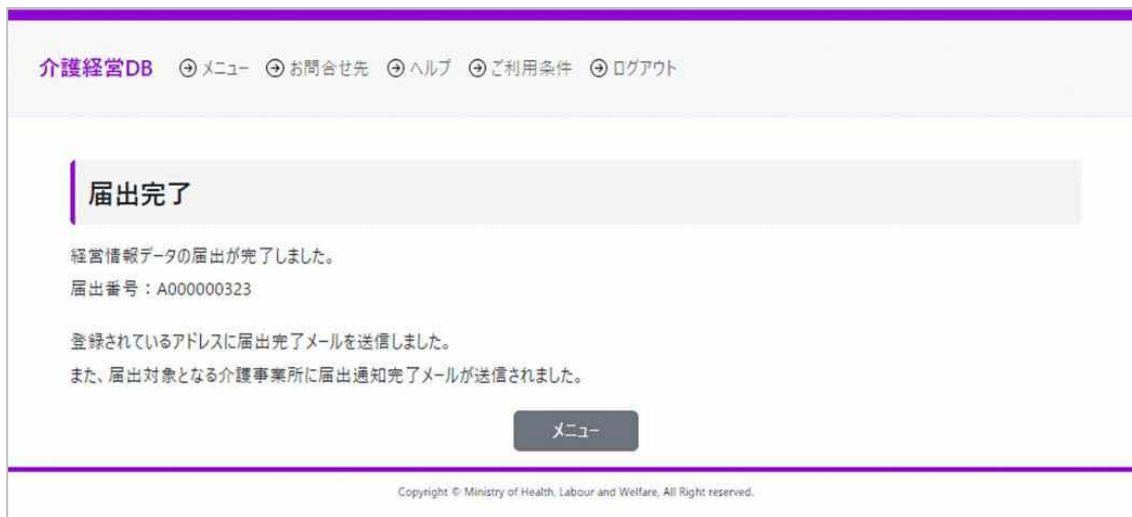 介護経営DB メニュー お問合せ先 ヘルプ ご利用条件 ログアウト
届出完了
経営情報データの届出が完了しました。
届出番号：A000000323
登録されているアドレスに届出完了メールを送信しました。
また、届出対象となる介護事業所に届出通知完了メールが送信されました。
メニュー
Copyright © Ministry of Health, Labour and Welfare, All Right reserved.